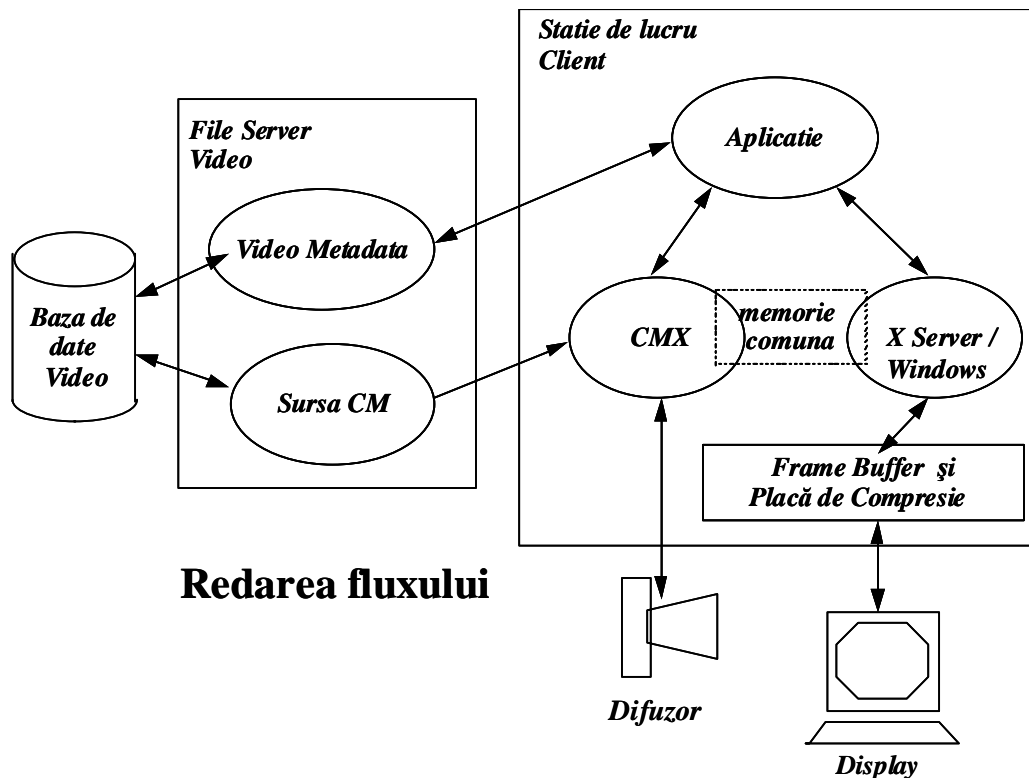 Statie de lucru
Client
File Server
Video
Aplicatie
Video Metadata
Baza de
date
Video
CMX
memorie
comuna
X Server /
Windows
Sursa CM
Frame Buffer şi
Placă de Compresie
Redarea fluxului
Difuzor
Display